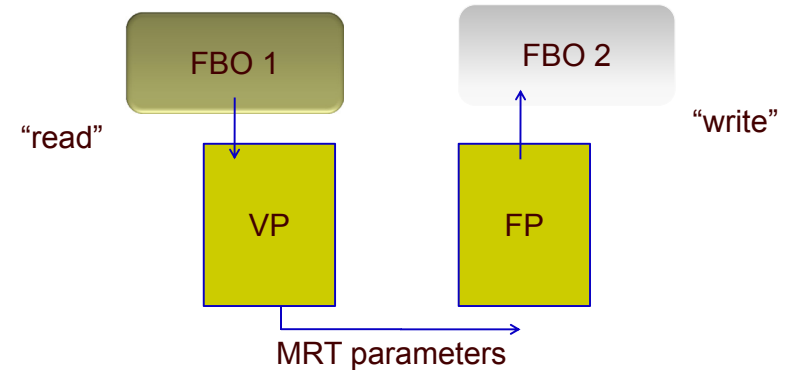 FBO 1
FBO 2
“read”
“write”
VP
FP
MRT parameters